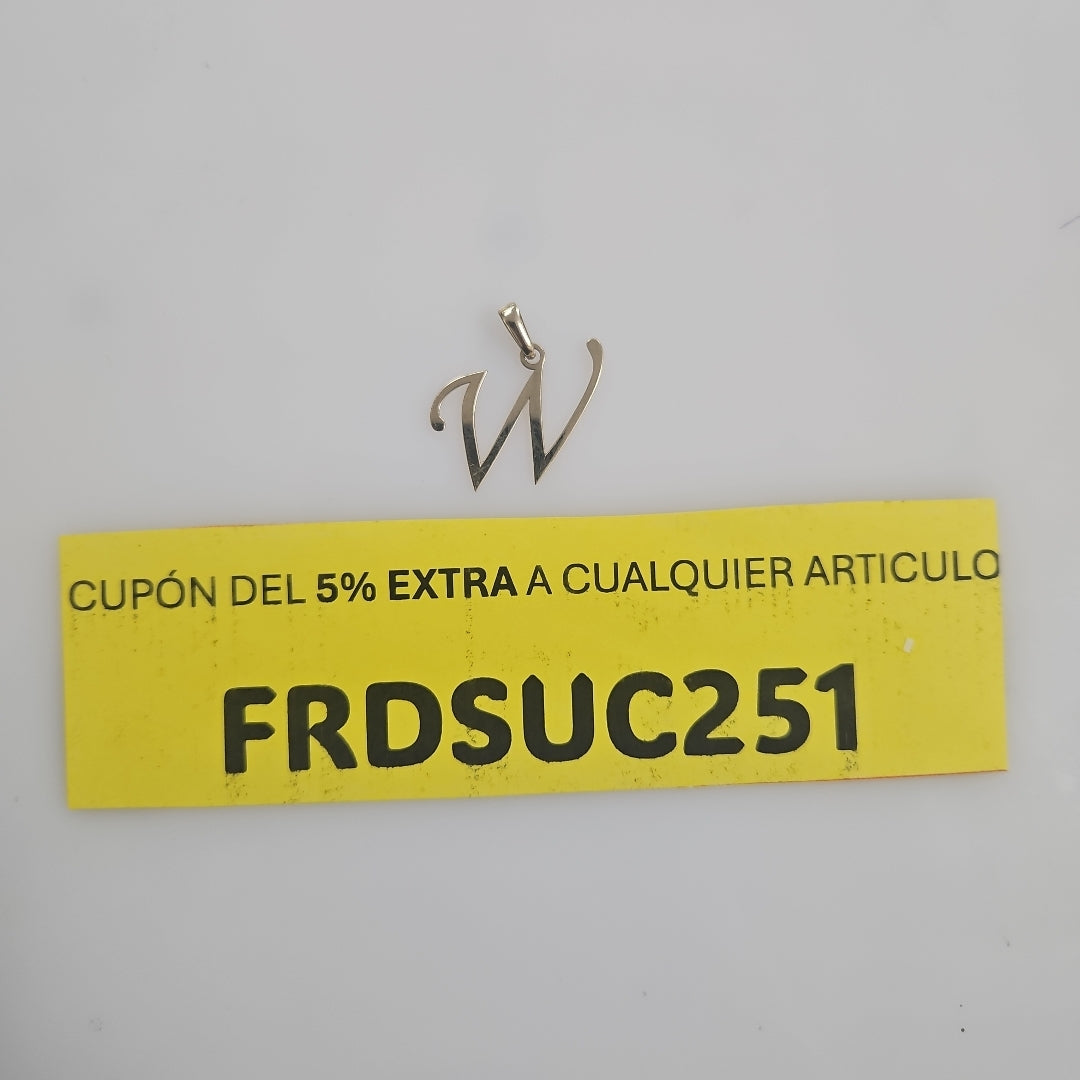 W
CUPÓN DEL 5% EXTRA A CUALQUIER ARTICULO
FRDSUC251